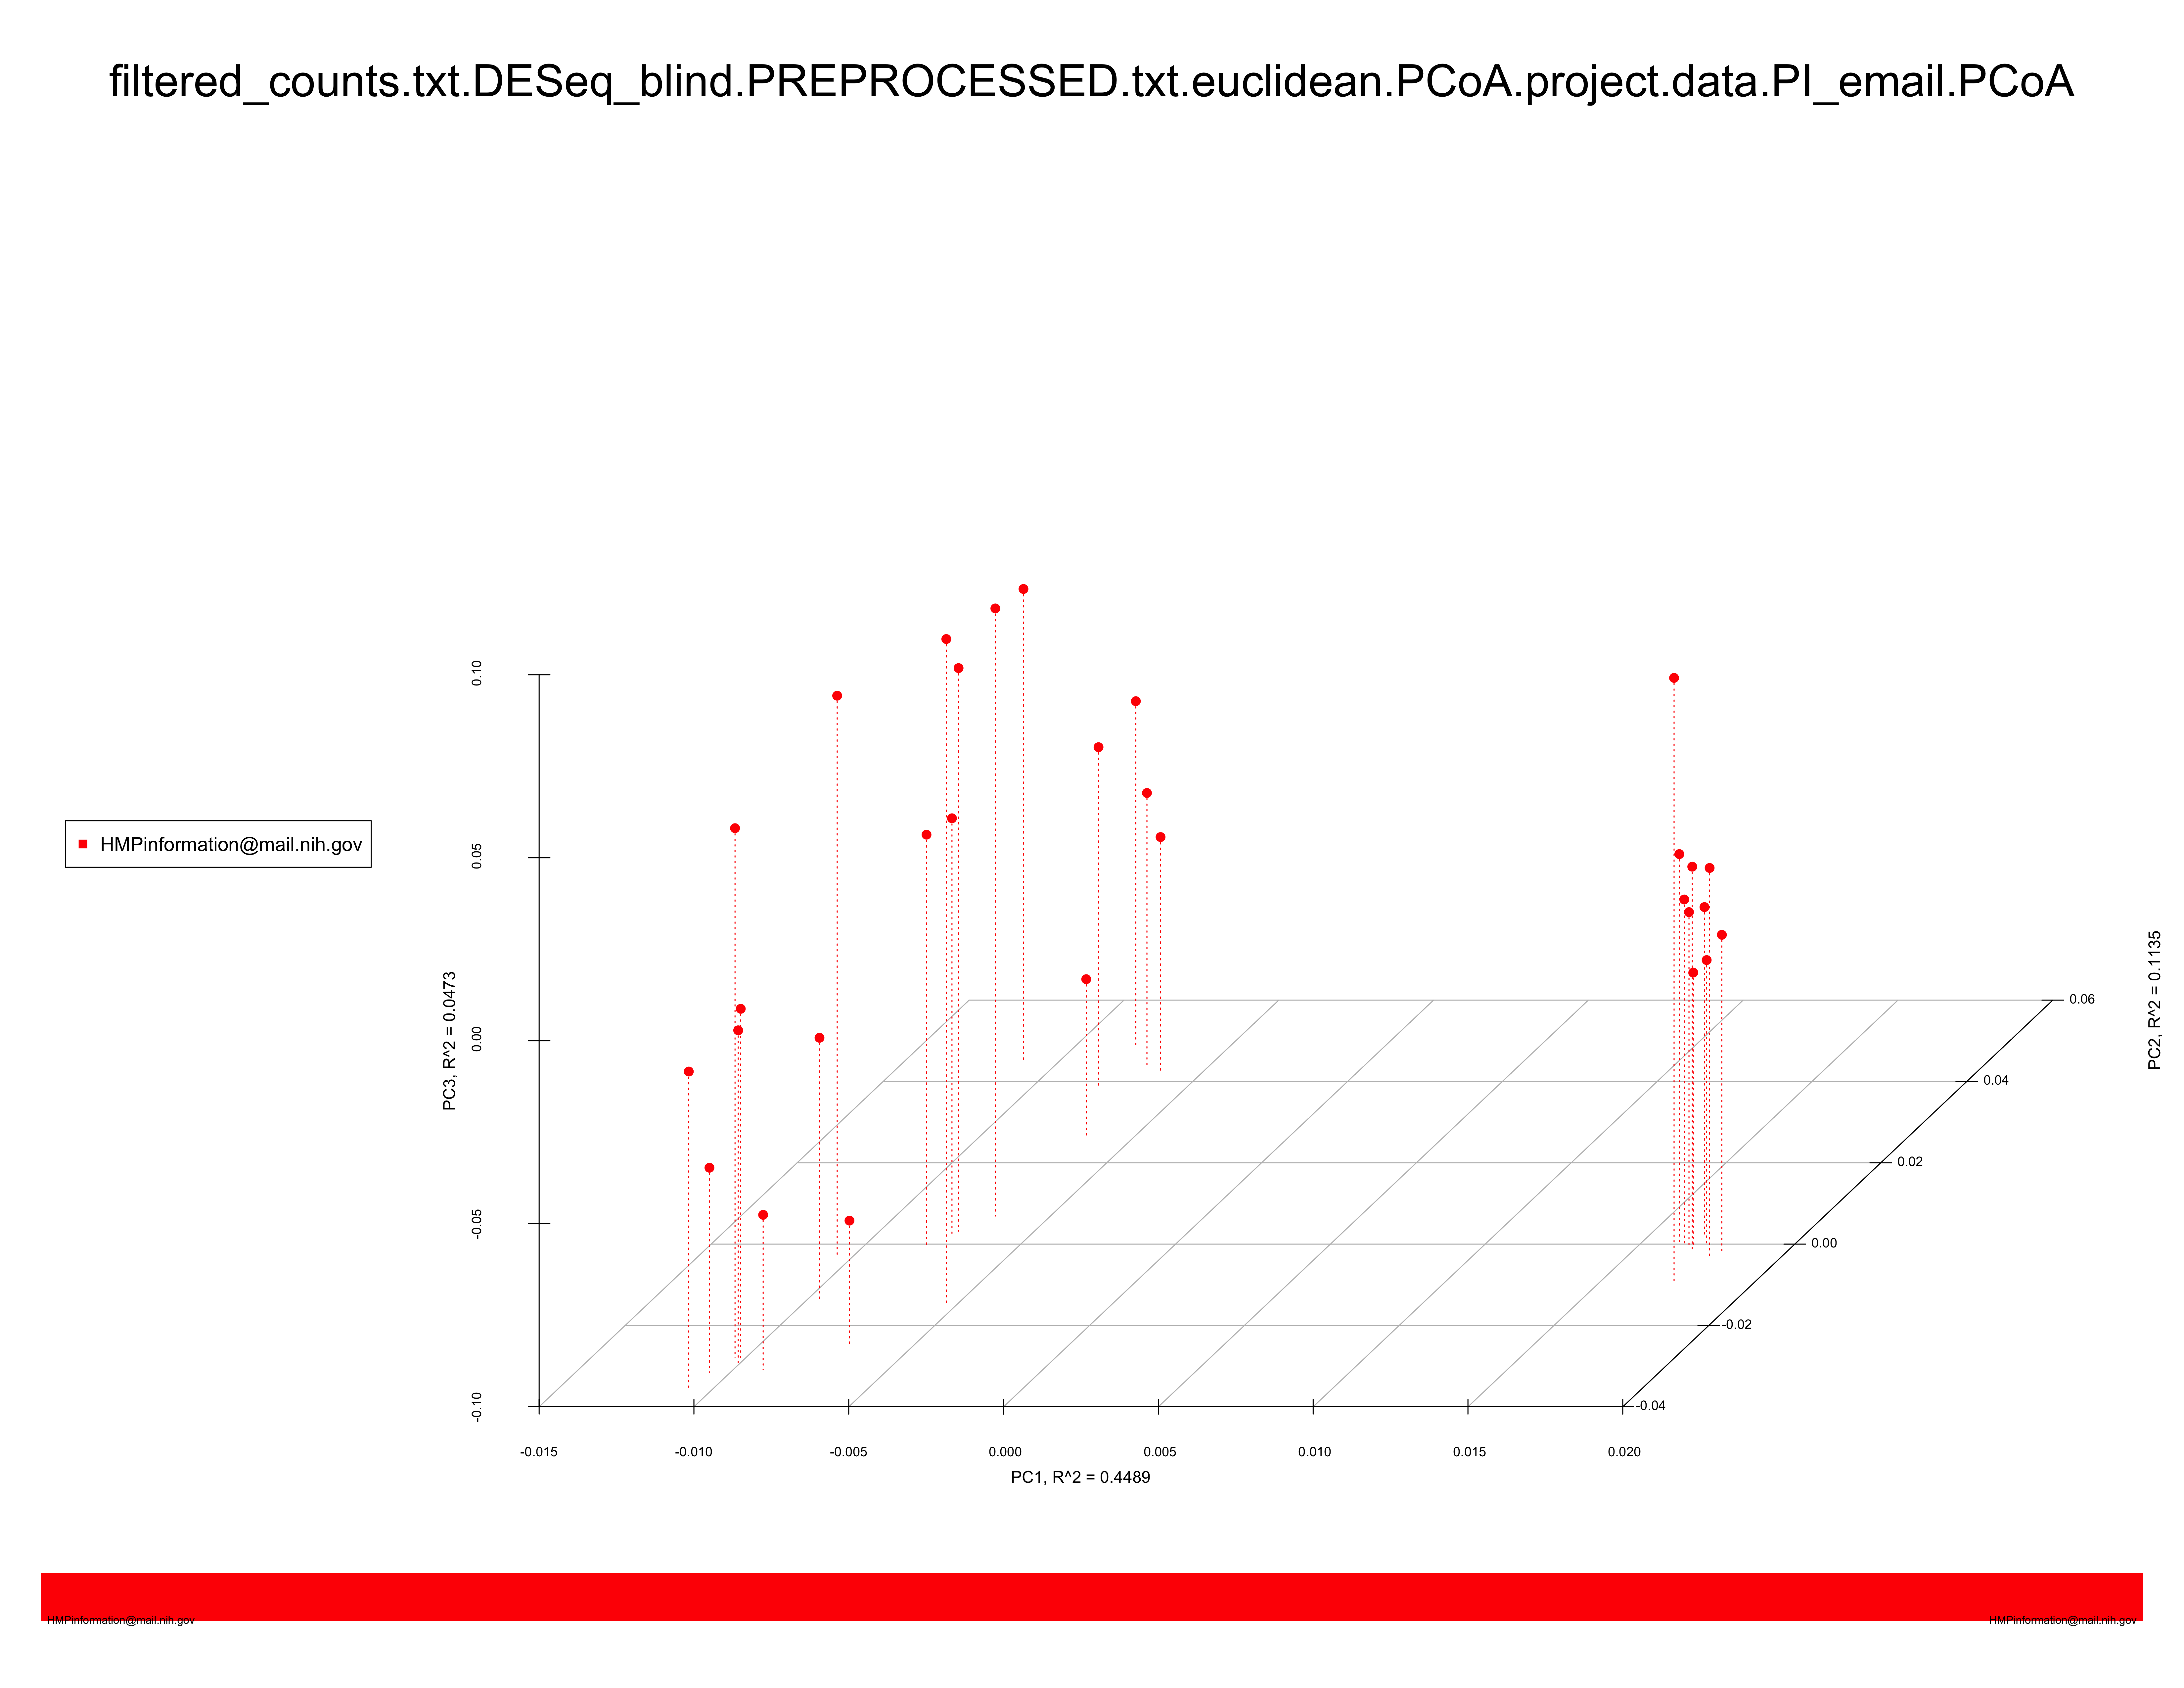 filtered_counts.txt.DESeq_blind.PREPROCESSED.txt.euclidean.PCoA.project.data.PI_email.PCoA
HMPinformation@mail.nih.gov
PC3, R^2 = 0.0473
0.10
0.05
0.00
-0.05
-0.10
PC2, R^2 = 0.1135
0.06
0.04
0.02
0.00
-0.02
-0.04
-0.015 -0.010 -0.005 0.000 0.005 0.010 0.015 0.020
PC1, R^2 = 0.4489
HMPinformation@mail.nih.gov HMPinformation@mail.nih.gov